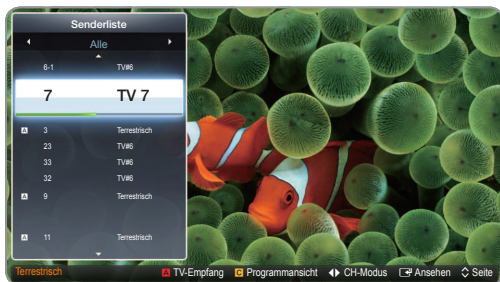 Senderliste
Alle
6-1 TV#6
7 TV 7
A 3 Terrestrisch
23 TV#6
33 TV#6
32 TV#6
A 9 Terrestrisch
A 11 Terrestrisch
Terrestrisch A TV-Empfang C Programmansicht CH-Modus Ansehen Seite